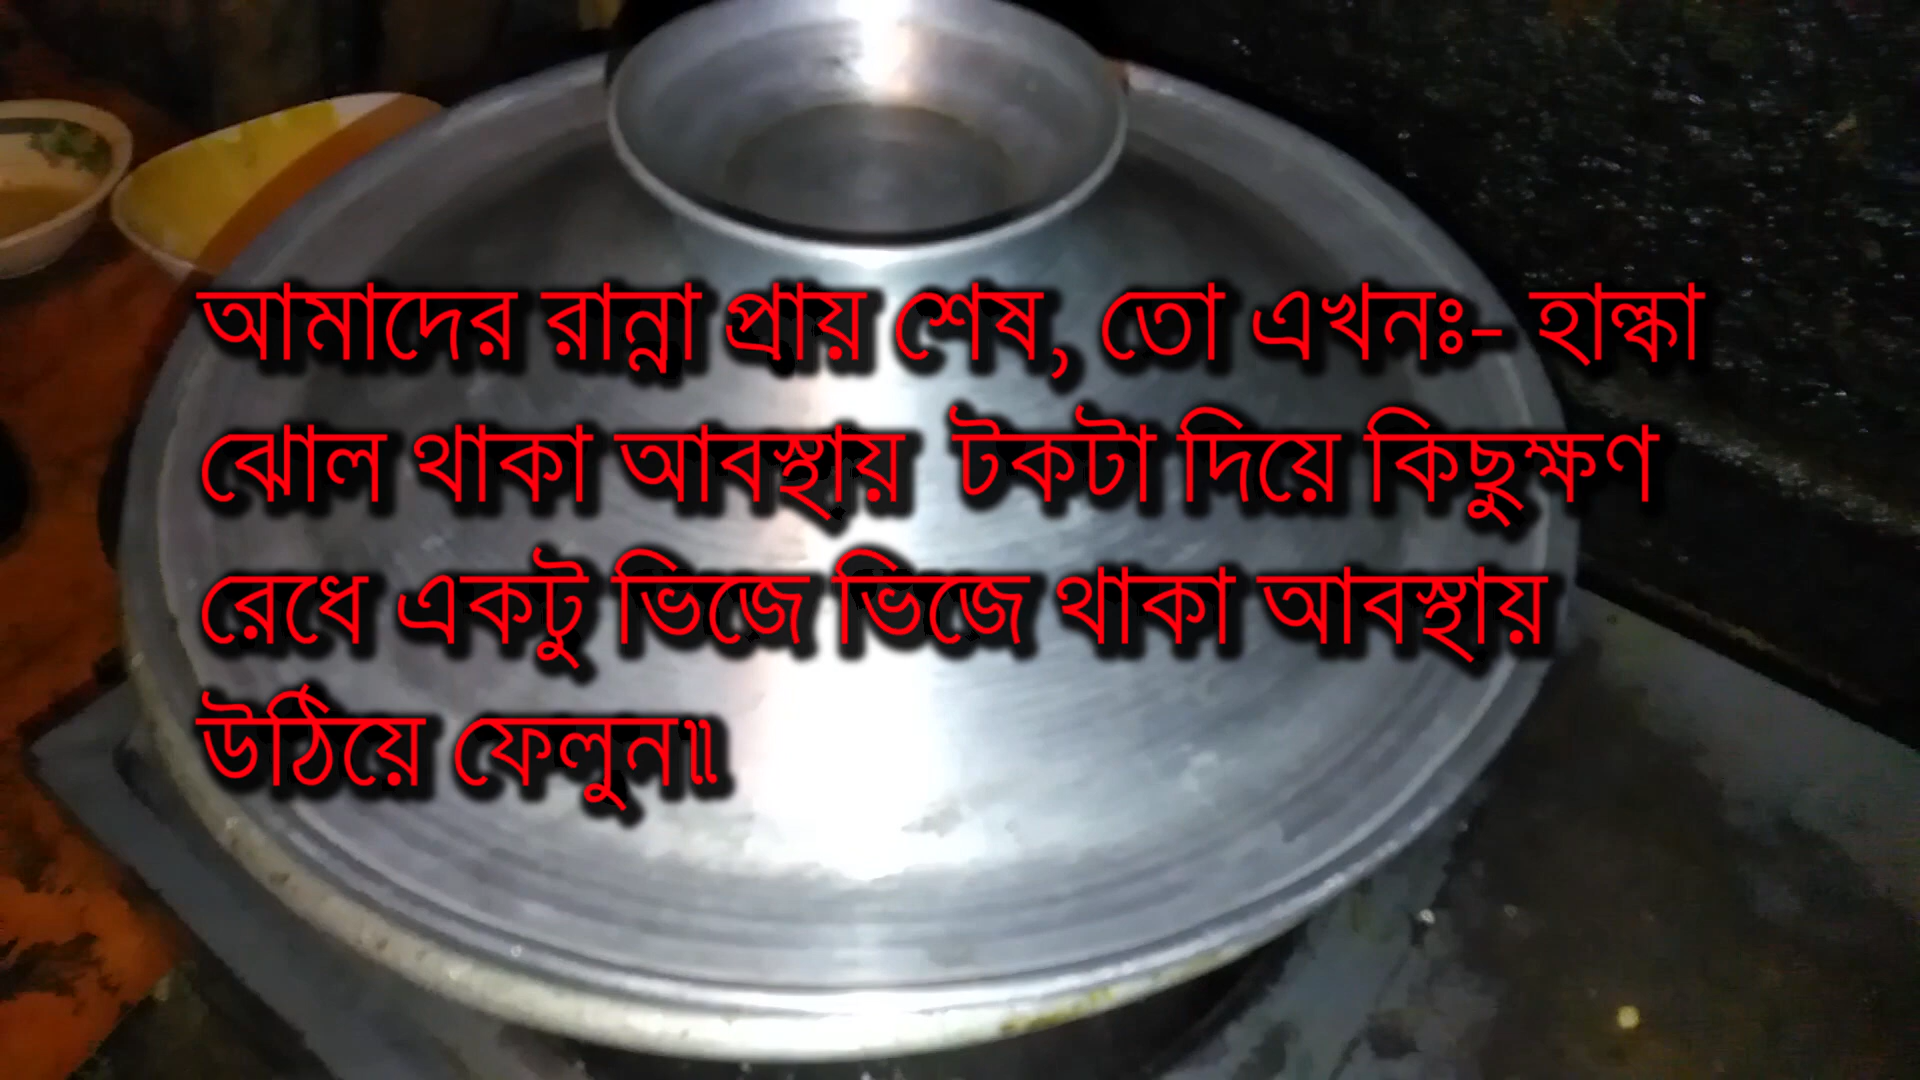 আমাদের রান্না প্রায় শেষ, তো এখনঃ- হাল্কা
ঝোল থাকা আবস্থায় টকটা দিয়ে কিছুক্ষণ
রেধে একটু ভিজে ভিজে থাকা আবস্থায়
উঠিয়ে ফেলুন॥